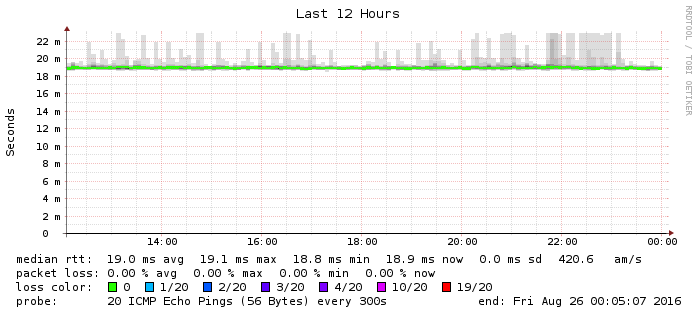 Last 12 Hours
RRDTOOL / TOBI OETIKER
Seconds
22 m
20 m
18 m
16 m
14 m
12 m
10 m
8 m
6 m
4 m
2 m
0
14:00 16:00 18:00 20:00 22:00 00:00
median rtt: 19.0 ms avg 19.1 ms max 18.8 ms min 18.9 ms now 0.0 ms sd 420.6 am/s
packet loss: 0.00 % avg 0.00 % max 0.00 % min 0.00 % now
loss color: 0 1/20 2/20 3/20 4/20 10/20 19/20
probe: 20 ICMP Echo Pings (56 Bytes) every 300s end: Fri Aug 26 00:05:07 2016